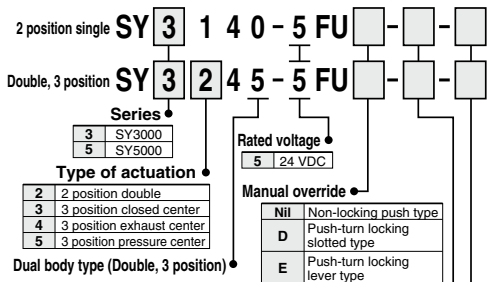 2 position single SY 3 1 4 0 - 5 FU - -
Double, 3 position SY 3 2 4 5 - 5 FU - -
Series
3 SY3000
5 SY5000
Type of actuation
2 2 position double
3 3 position closed center
4 3 position exhaust center
5 3 position pressure center
Dual body type (Double, 3 position)
Rated voltage
5 24 VDC
Manual override
Nil Non-locking push type
D Push-turn locking
slotted type
E Push-turn locking
lever type